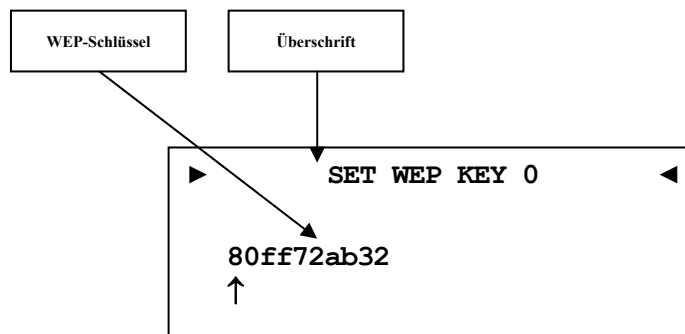 WEP-Schlüssel
Überschrift
► SET WEP KEY 0 ◄
80ff72ab32
↑